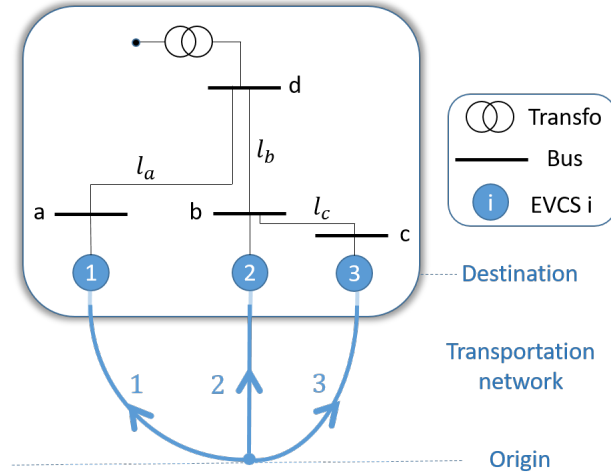 d
l_a
l_b
a
b
l_c
c
1
2
3
1
2
3
Transfo
Bus
i
EVCS i
Destination
Transportation
network
Origin